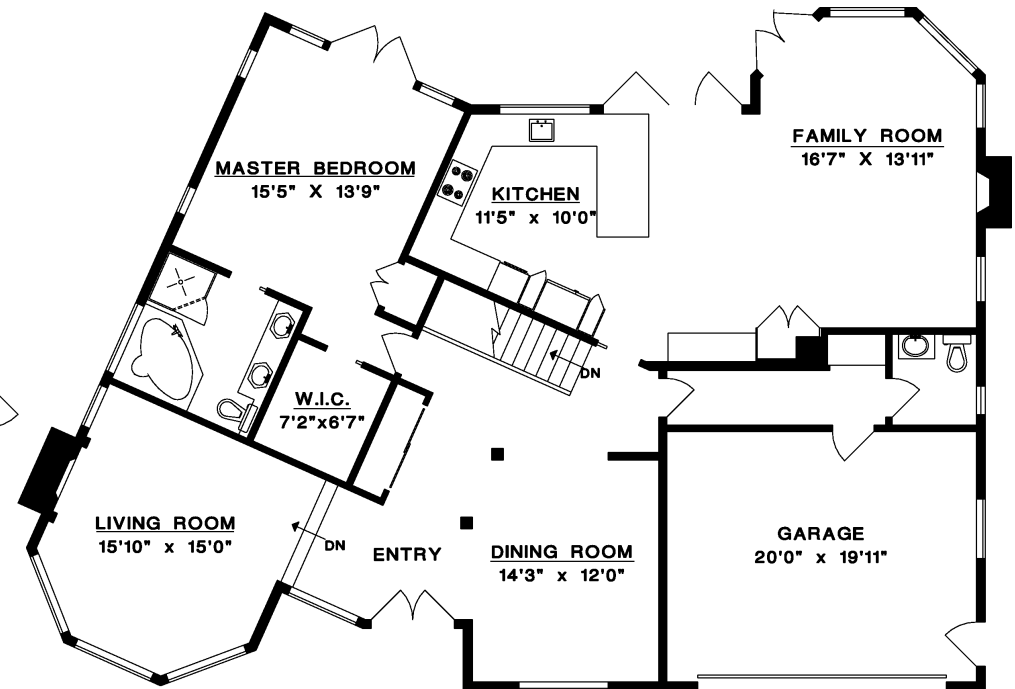 FAMILY ROOM
16'7" X 13'11"
MASTER BEDROOM
15'5" X 13'9"
KITCHEN
11'5" x 10'0"
DN
W.I.C.
7'2"x6'7"
LIVING ROOM
15'10" x 15'0"
DN
ENTRY
DINING ROOM
14'3" x 12'0"
GARAGE
20'0" x 19'11"